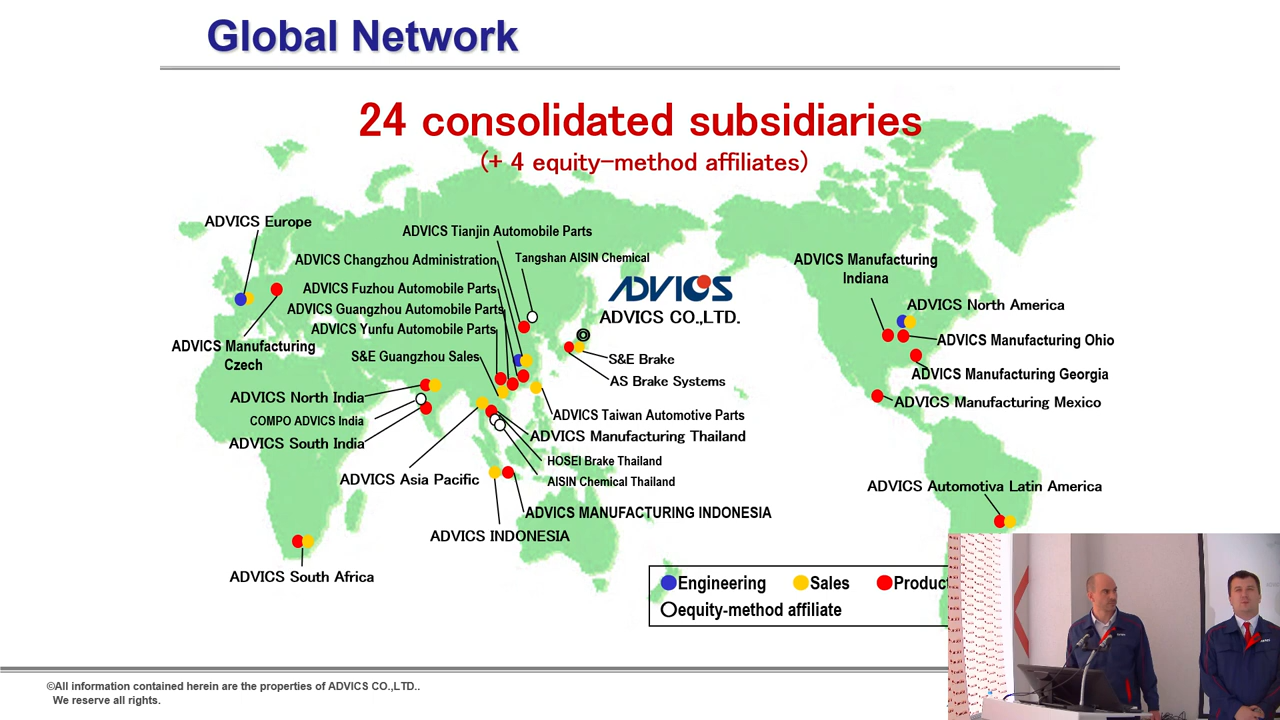 Global Network
24 consolidated subsidiaries
(+ 4 equity-method affiliates)
ADVICS Europe
ADVICS Tianjin Automobile Parts
ADVICS Changzhou Administration
Tangshan AISIN Chemical
ADVICS Manufacturing
Indiana
ADVICS Fuzhou Automobile Parts
ADVICS
ADVICS CO.,LTD.
ADVICS North America
ADVICS Guangzhou Automobile Parts
ADVICS Yunfu Automobile Parts
ADVICS Manufacturing Ohio
ADVICS Manufacturing
Czech
S&E Guangzhou Sales
S&E Brake
ADVICS Manufacturing Georgia
AS Brake Systems
ADVICS North India
ADVICS Manufacturing Mexico
COMPO ADVICS India
ADVICS Taiwan Automotive Parts
ADVICS South India
ADVICS Manufacturing Thailand
HOSEI Brake Thailand
ADVICS Asia Pacific
AISIN Chemical Thailand
ADVICS Automotiva Latin America
ADVICS MANUFACTURING INDONESIA
ADVICS INDONESIA
ADVICS South Africa
Engineering Sales Product
equity-method affiliate
©All information contained herein are the properties of ADVICS CO.,LTD..
We reserve all rights.